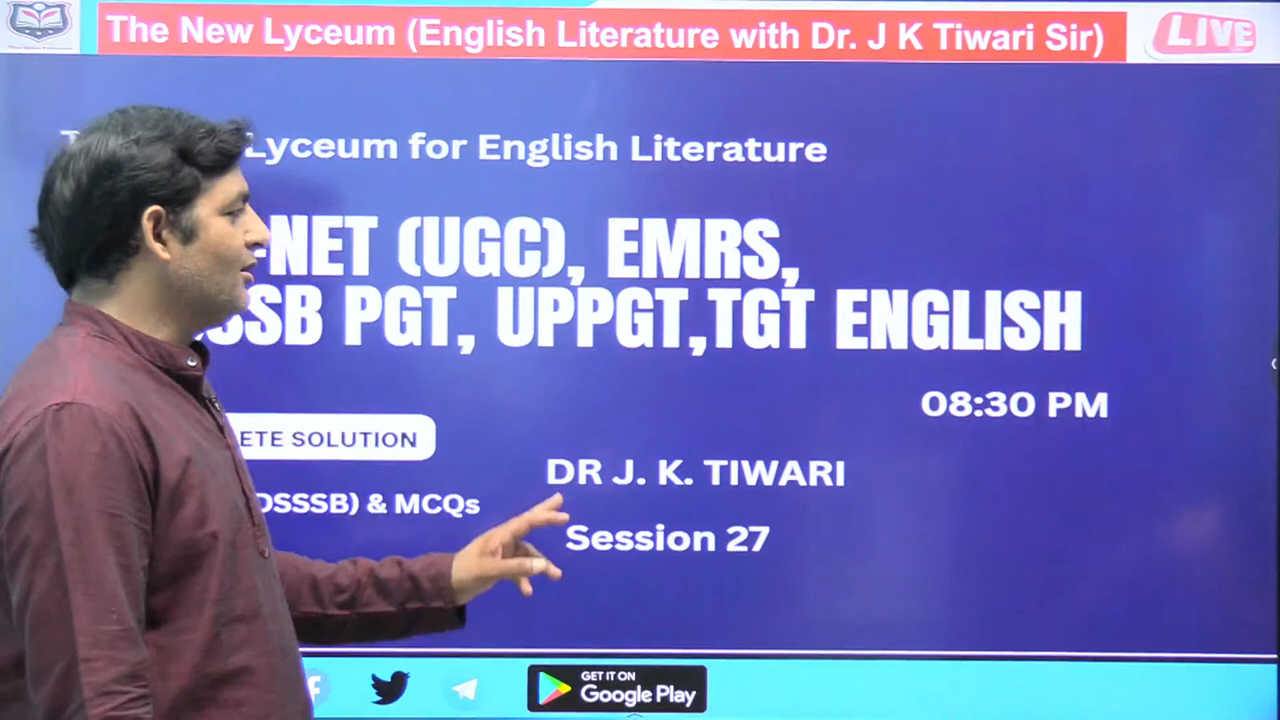 The New Lyceum (English Literature with Dr. J K Tiwari Sir)
LIVE
Lyceum for English Literature
-NET (UGC), EMRS,
SSB PGT, UPPGT,TGT ENGLISH
08:30 PM
ETE SOLUTION
DR J. K. TIWARI
DSSSB) & MCQs
Session 27
GET IT ON
Google Play